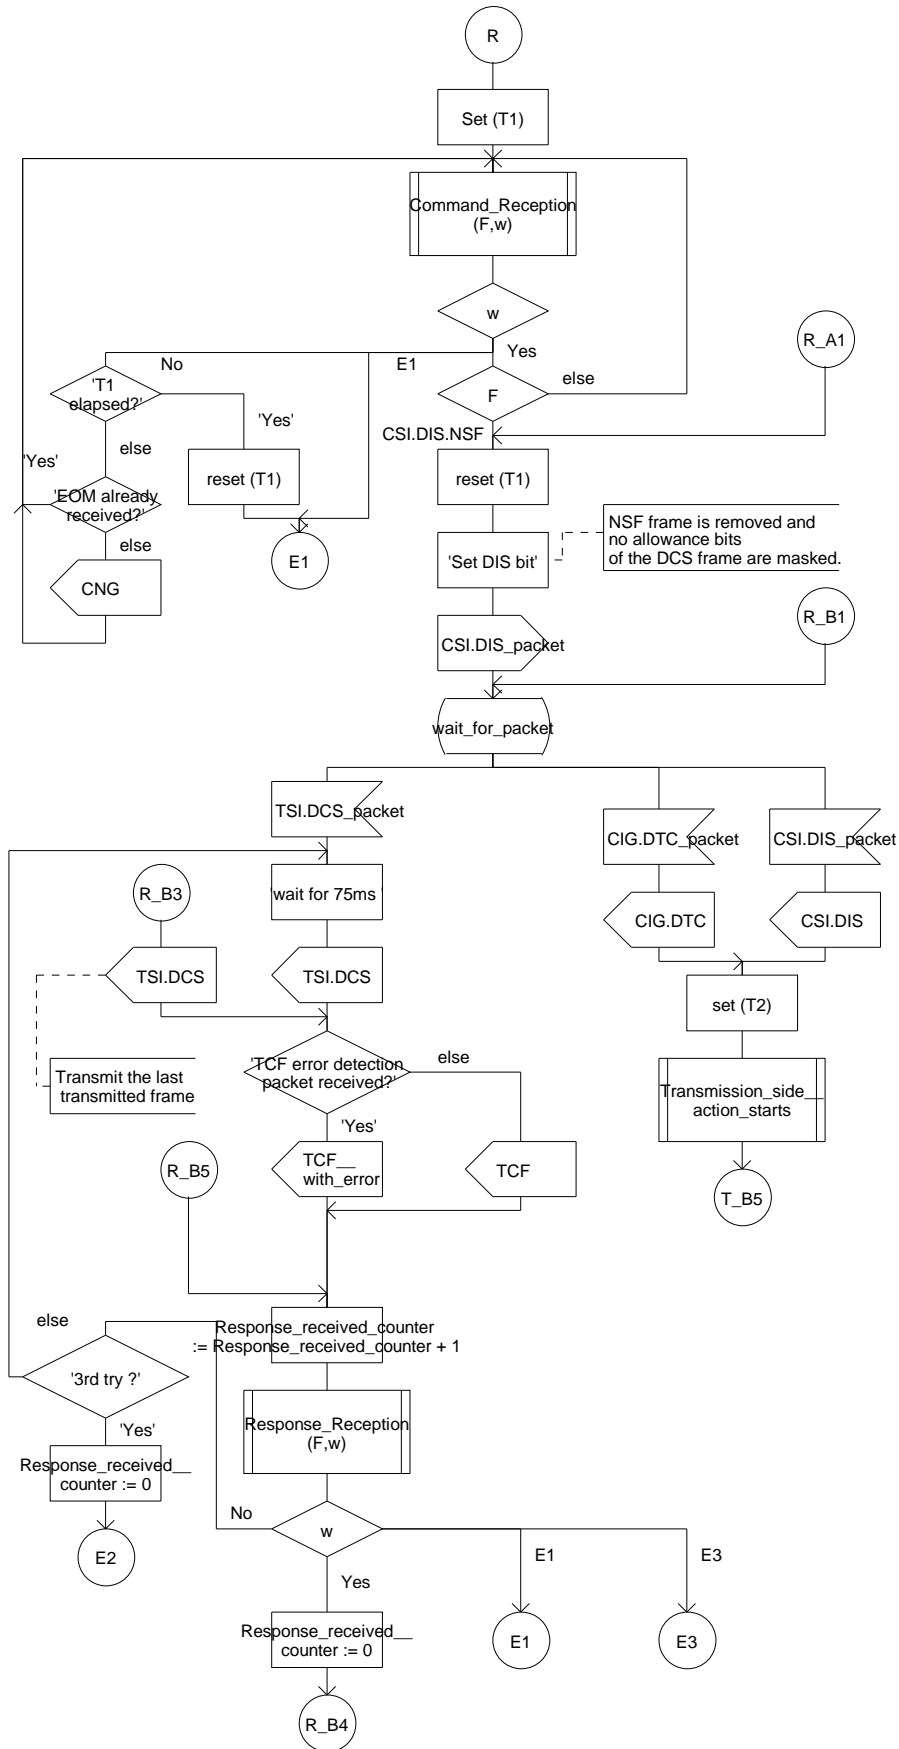 R
Set (T1)
Command_Reception
(F,w)
w
No
E1
Yes
R_A1
'T1
elapsed?'
F
else
'Yes'
CSI.DIS.NSF
else
'Yes'
reset (T1)
reset (T1)
'EOM already
received?'
NSF frame is removed and
no allowance bits
of the DCS frame are masked.
else
E1
'Set DIS bit'
CNG
R_B1
CSI.DIS_packet
wait_for_packet
TSI.DCS_packet
CIG.DTC_packet
CSI.DIS_packet
R_B3
'wait for 75ms '
CIG.DTC
CSI.DIS
TSI.DCS
TSI.DCS
set (T2)
'TCF error detection
packet received?'
else
Transmit the last
transmitted frame
Transmission_side__
action_starts
'Yes'
R_B5
TCF__
with_error
TCF
T_B5
else
Response_received_counter
:= Response_received_counter + 1
'3rd try ?'
'Yes'
Response_Reception
(F,w)
Response_received__
counter := 0
No
w
E2
E1
E3
Yes
Response_received__
counter := 0
E1
E3
R_B4